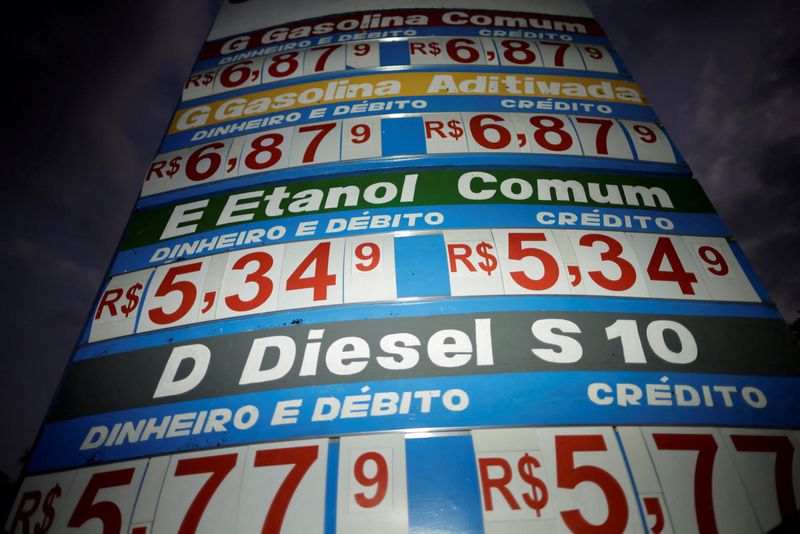 G Gasolina Comum
DINHEIRO E DÉBITO CRÉDITO
R$ 6,87 9 R$ 6,87 9
G Gasolina Aditivada
DINHEIRO E DÉBITO CRÉDITO
R$ 6,87 9 R$ 6,87 9
E Etanol Comum
DINHEIRO E DÉBITO CRÉDITO
R$ 5,34 9 R$ 5,34 9
D Diesel S 10
DINHEIRO E DÉBITO CRÉDITO
R$ 5,77 9 R$ 5,77